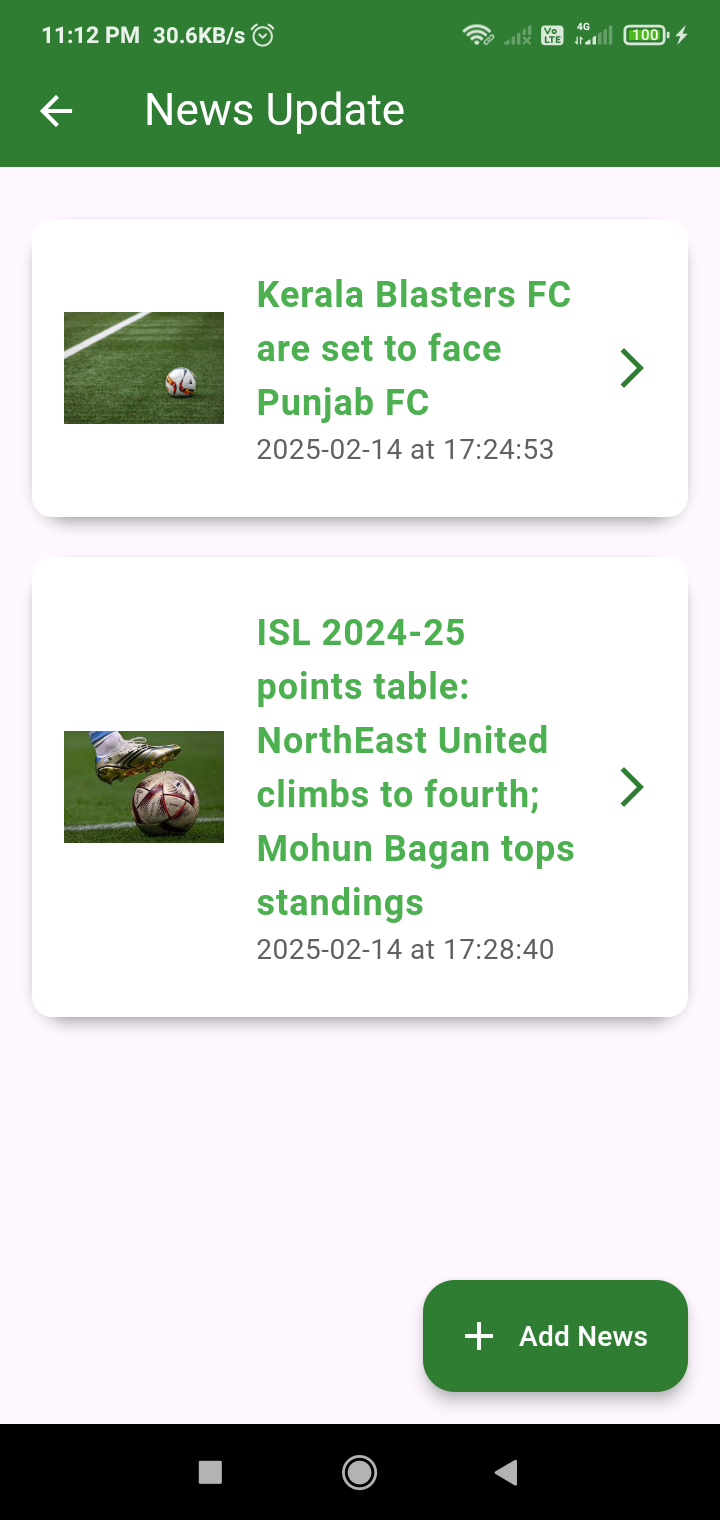 11:12 PM 30.6KB/s Vo LTE 4G 100
News Update
Kerala Blasters FC
are set to face
Punjab FC
2025-02-14 at 17:24:53
ISL 2024-25
points table:
NorthEast United
climbs to fourth;
Mohun Bagan tops
standings
2025-02-14 at 17:28:40
Add News